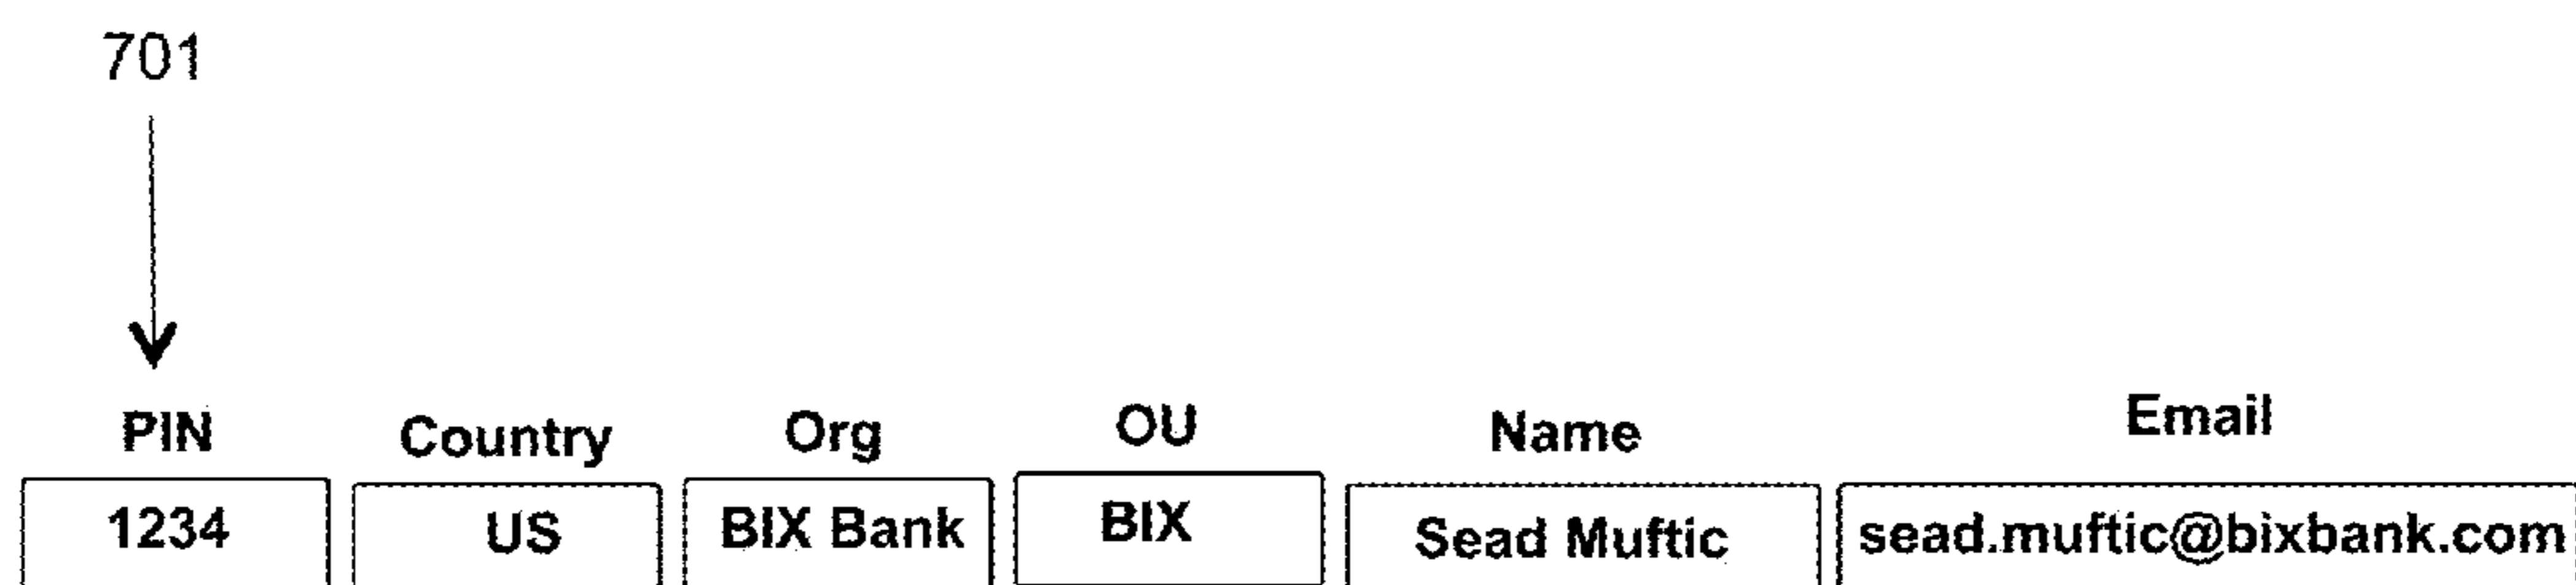 701
PIN Country Org OU Name Email
1234 US BIX Bank BIX Sead Muftic sead.muftic@bixbank.com